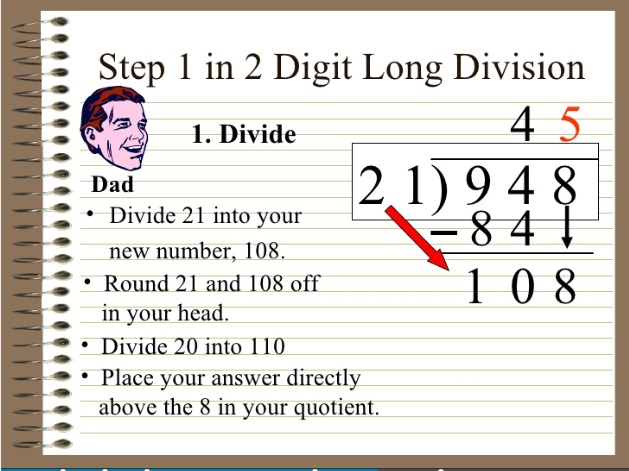 Step 1 in 2 Digit Long Division
1. Divide
Dad
• Divide 21 into your
new number, 108.
• Round 21 and 108 off
in your head.
• Divide 20 into 110
• Place your answer directly
above the 8 in your quotient.
4 5
2 1 ) 9 4 8
– 8 4
1 0 8